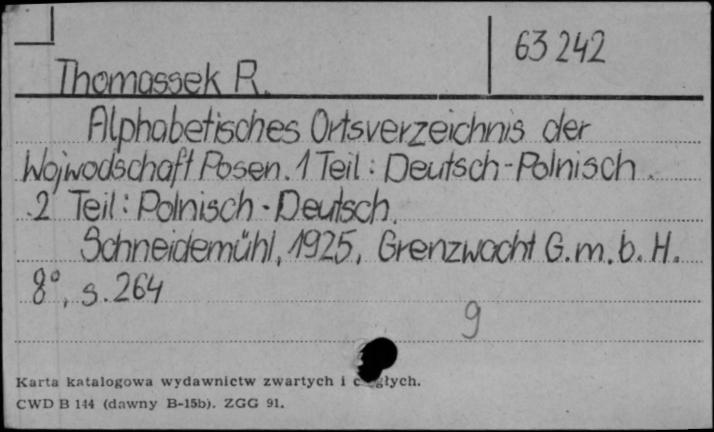 63 242
Thomassek R.
Alphabetisches Ortsverzeichnis der
Wojwodschaft Posen. 1 Teil: Deutsch-Polnisch.
2 Teil: Polnisch-Deutsch.
Schneidemühl, 1925, Grenzwacht G.m.b.H.
8°, s. 264
9
Karta katalogowa wydawnictw zwartych i
CWD B 144 (dawny B-15b). ZGG 91.